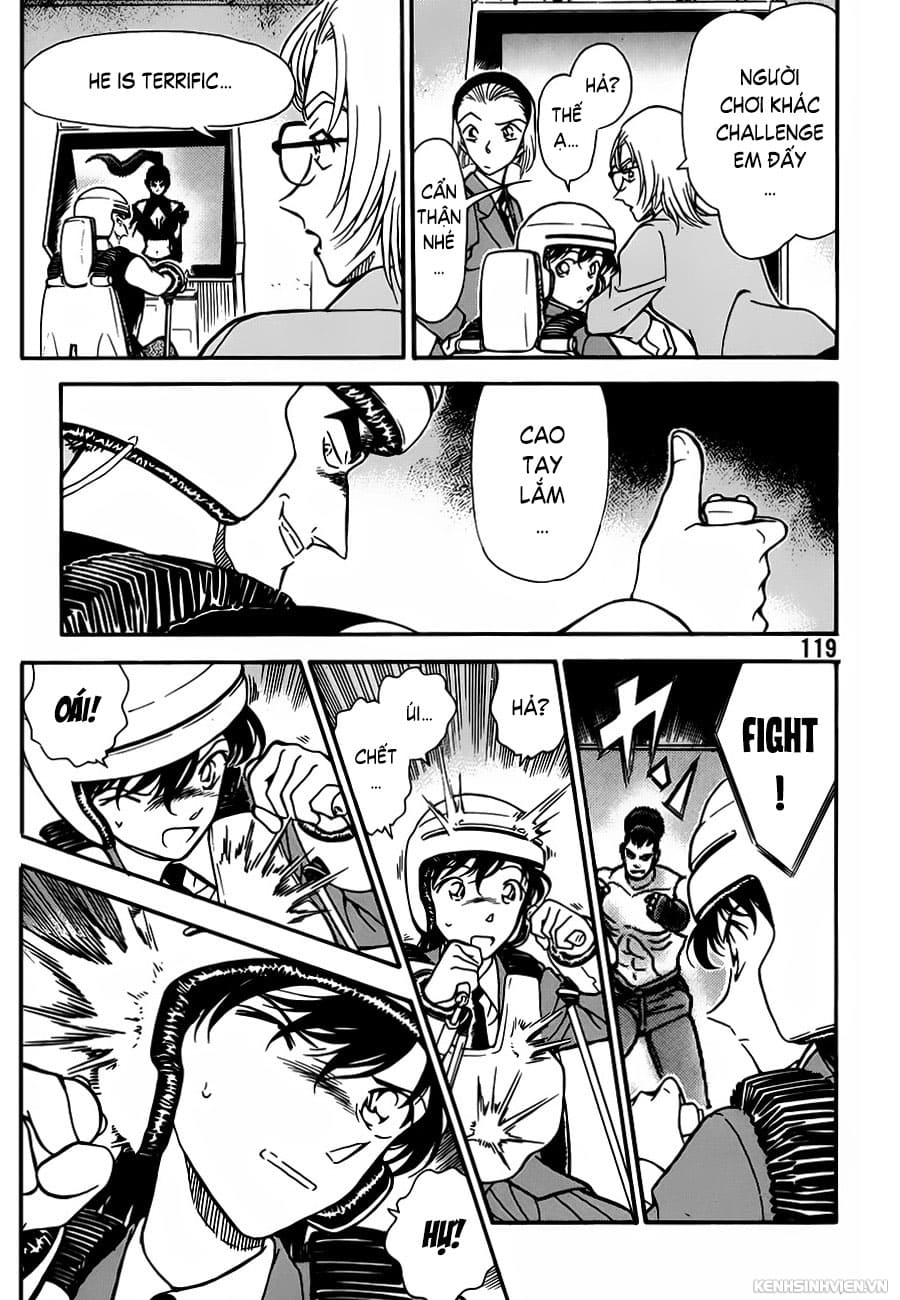 NGƯỜI
CHƠI KHÁC
CHALLENGE
EM ĐẤY
...
HẢ?
THẾ
Ạ...
CẨN
THẬN
NHÉ
...
HE IS TERRIFIC...
CAO
TAY
LẮM
...
119
FIGHT
!
HẢ?
ÚI...
CHẾT
...
OÁI!
HỰ!
KENHSINHVIEN.VN